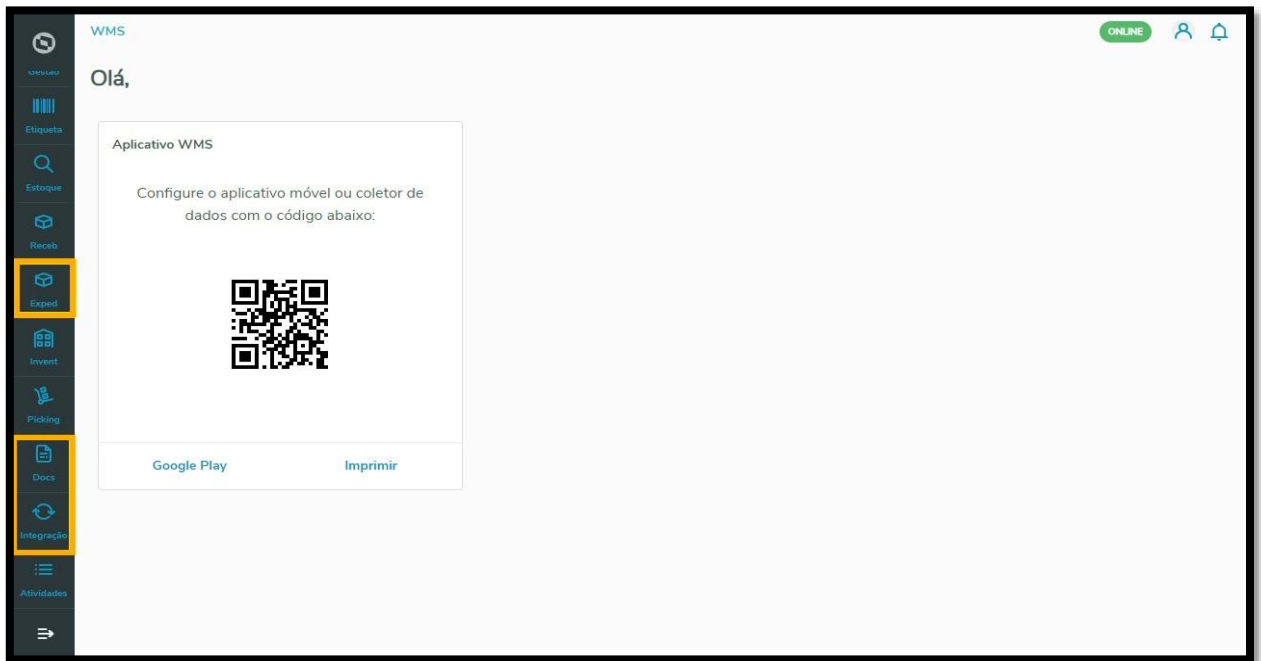 WMS
ONLINE
Olá,
Gestão
Etiqueta
Estoque
Receb
Exped
Invent
Picking
Docs
Integração
Atividades
Aplicativo WMS
Configure o aplicativo móvel ou coletor de
dados com o código abaixo:
Google Play
Imprimir